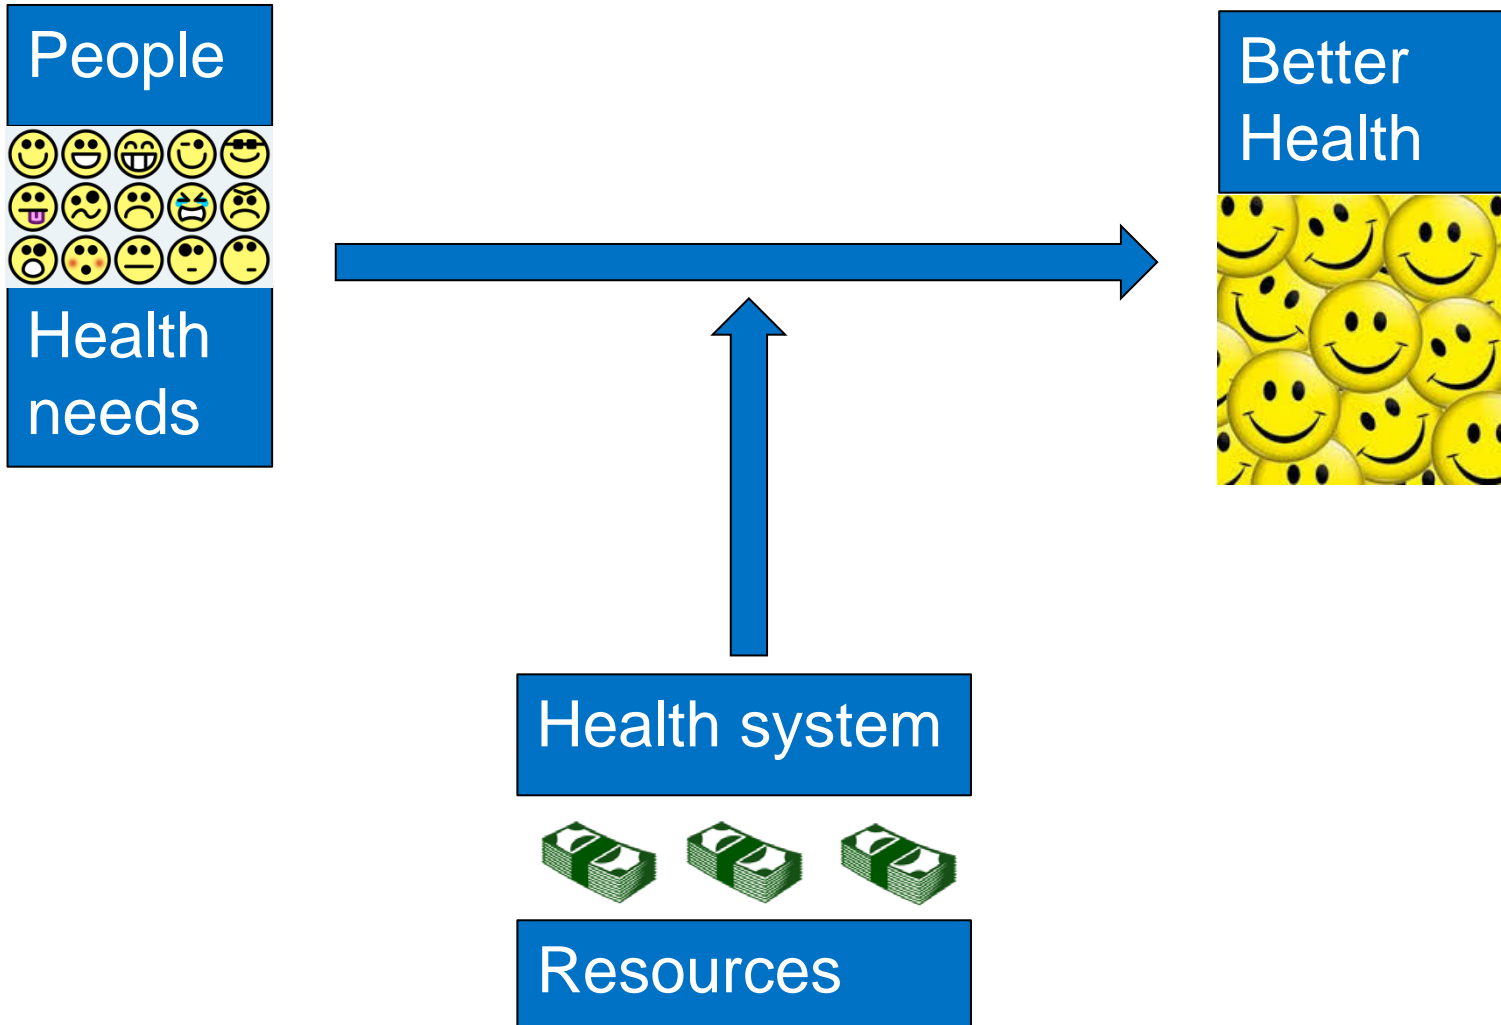 People
Health
needs
Better
Health
Health system
Resources